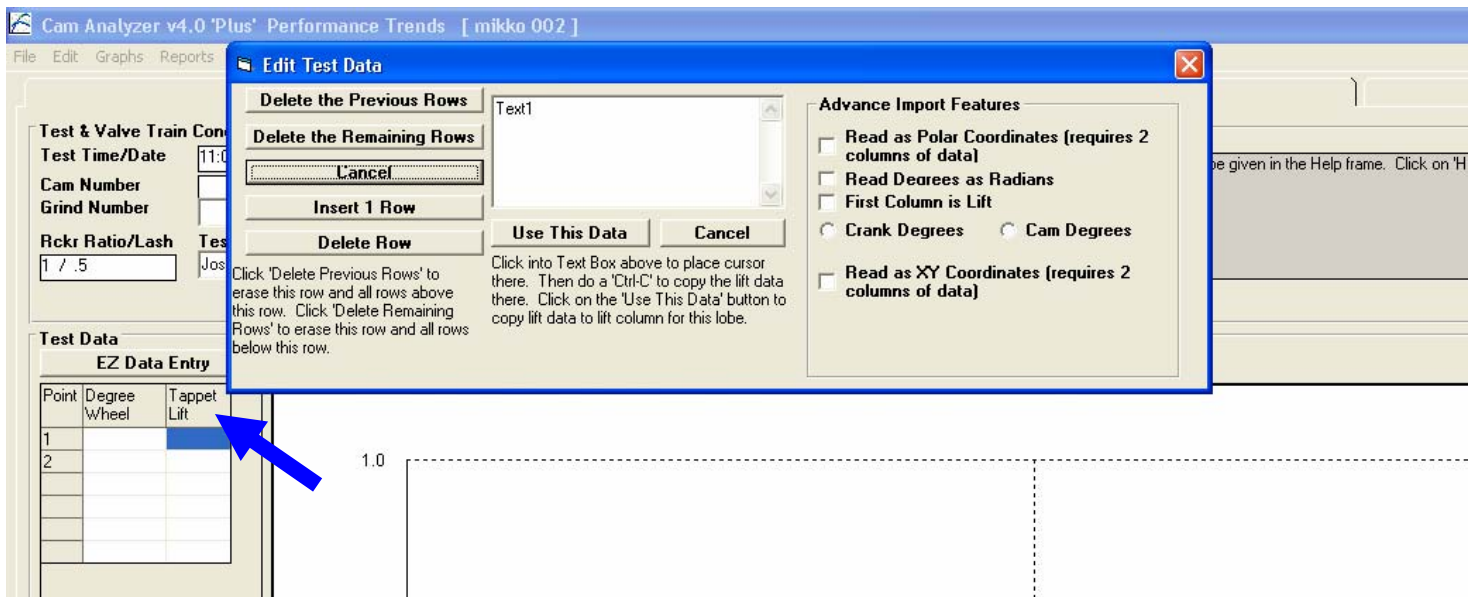 Cam Analyzer v4.0 'Plus' Performance Trends [ mikko 002 ]
File Edit Graphs Reports
Edit Test Data
Delete the Previous Rows
Delete the Remaining Rows
Cancel
Insert 1 Row
Delete Row
Click 'Delete Previous Rows' to
erase this row and all rows above
this row. Click 'Delete Remaining
Rows' to erase this row and all rows
below this row.
Text1
Use This Data Cancel
Click into Text Box above to place cursor
there. Then do a 'Ctrl-C' to copy the lift data
there. Click on the 'Use This Data' button to
copy lift data to lift column for this lobe.
Advance Import Features
Read as Polar Coordinates (requires 2
columns of data)
Read Degrees as Radians
First Column is Lift
Crank Degrees Cam Degrees
Read as XY Coordinates (requires 2
columns of data)
be given in the Help frame. Click on 'H
Test & Valve Train Con
Test Time/Date 11:0
Cam Number
Grind Number
Rckr Ratio/Lash Tes
1 / .5 Jos
Test Data
EZ Data Entry
Point Degree Tappet
Wheel Lift
1
2
1.0